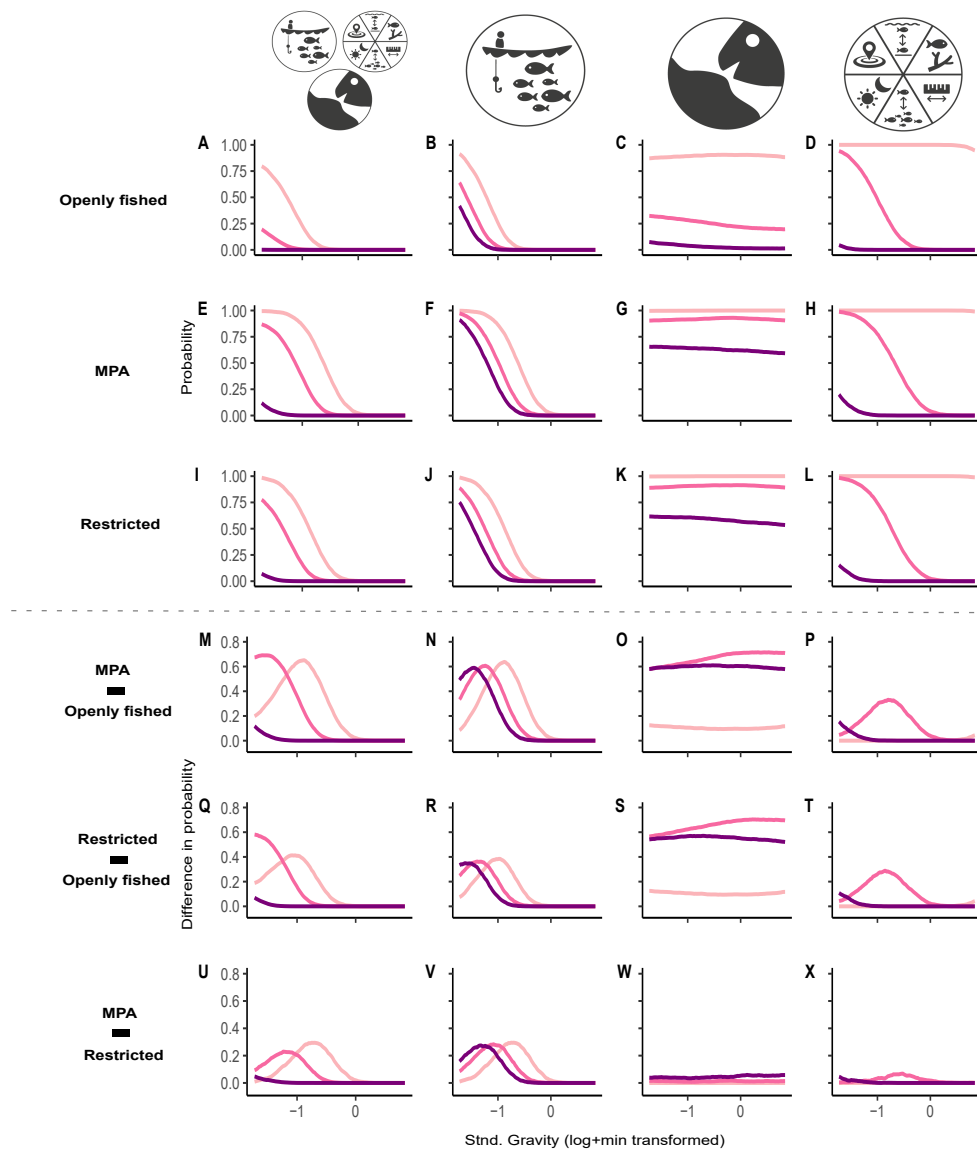 A B C D
1.00
0.75
0.50
0.25
0.00
Openly fished
E F G H
1.00
0.75
0.50
0.25
0.00
MPA
Probability
I J K L
1.00
0.75
0.50
0.25
0.00
Restricted
M N O P
0.8
0.6
0.4
0.2
0.0
MPA
Openly fished
Q R S T
0.8
0.6
0.4
0.2
0.0
Restricted
Openly fished
Difference in probability
U V W X
0.8
0.6
0.4
0.2
0.0
MPA
Restricted
−1 0 −1 0 −1 0 −1 0
Stnd. Gravity (log+min transformed)